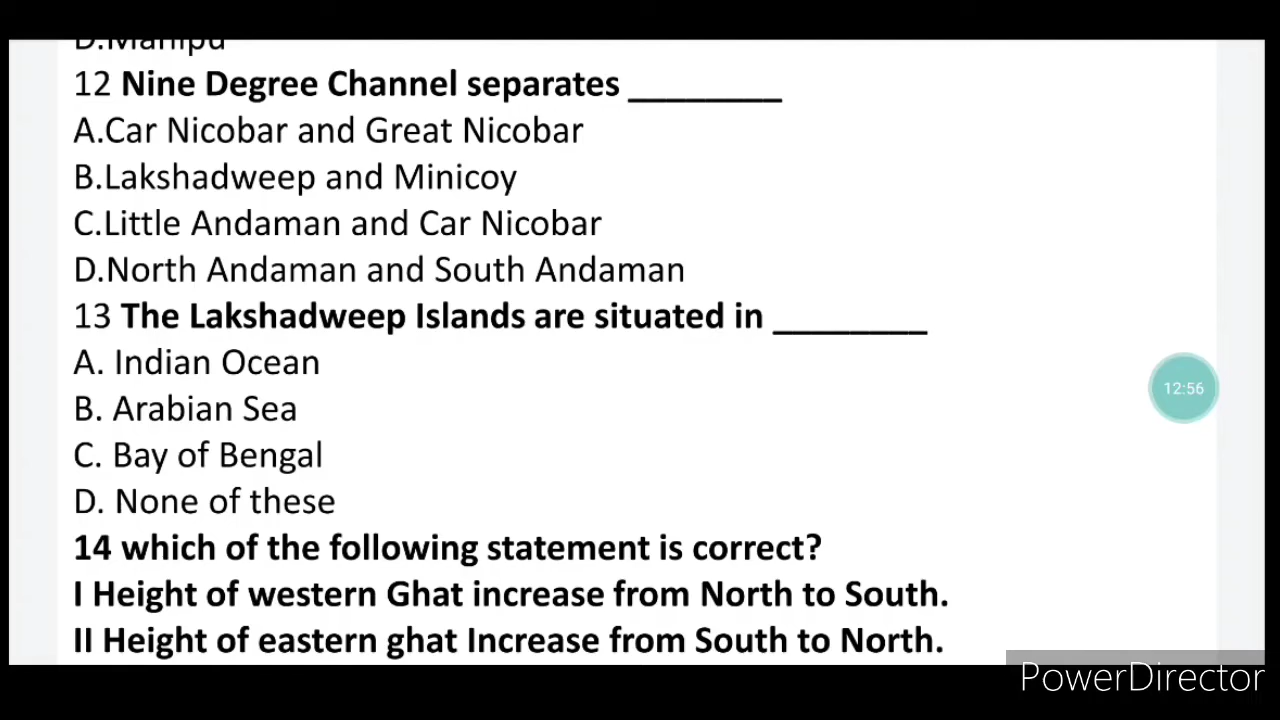 D.Manipu
12 Nine Degree Channel separates ________
A.Car Nicobar and Great Nicobar
B.Lakshadweep and Minicoy
C.Little Andaman and Car Nicobar
D.North Andaman and South Andaman
13 The Lakshadweep Islands are situated in ________
A. Indian Ocean
B. Arabian Sea
12:56
C. Bay of Bengal
D. None of these
14 which of the following statement is correct?
I Height of western Ghat increase from North to South.
II Height of eastern ghat Increase from South to North.
PowerDirector